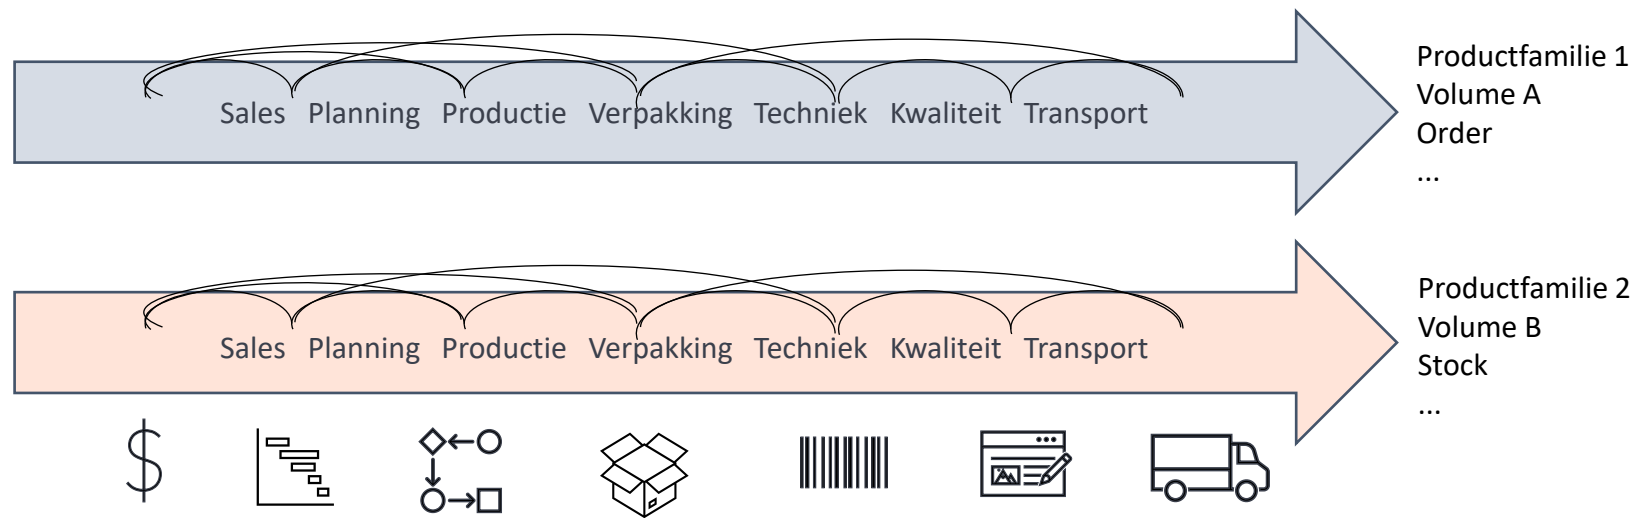 Sales Planning Productie Verpakking Techniek Kwaliteit Transport
Productfamilie 1
Volume A
Order
...
Sales Planning Productie Verpakking Techniek Kwaliteit Transport
Productfamilie 2
Volume B
Stock
...
$